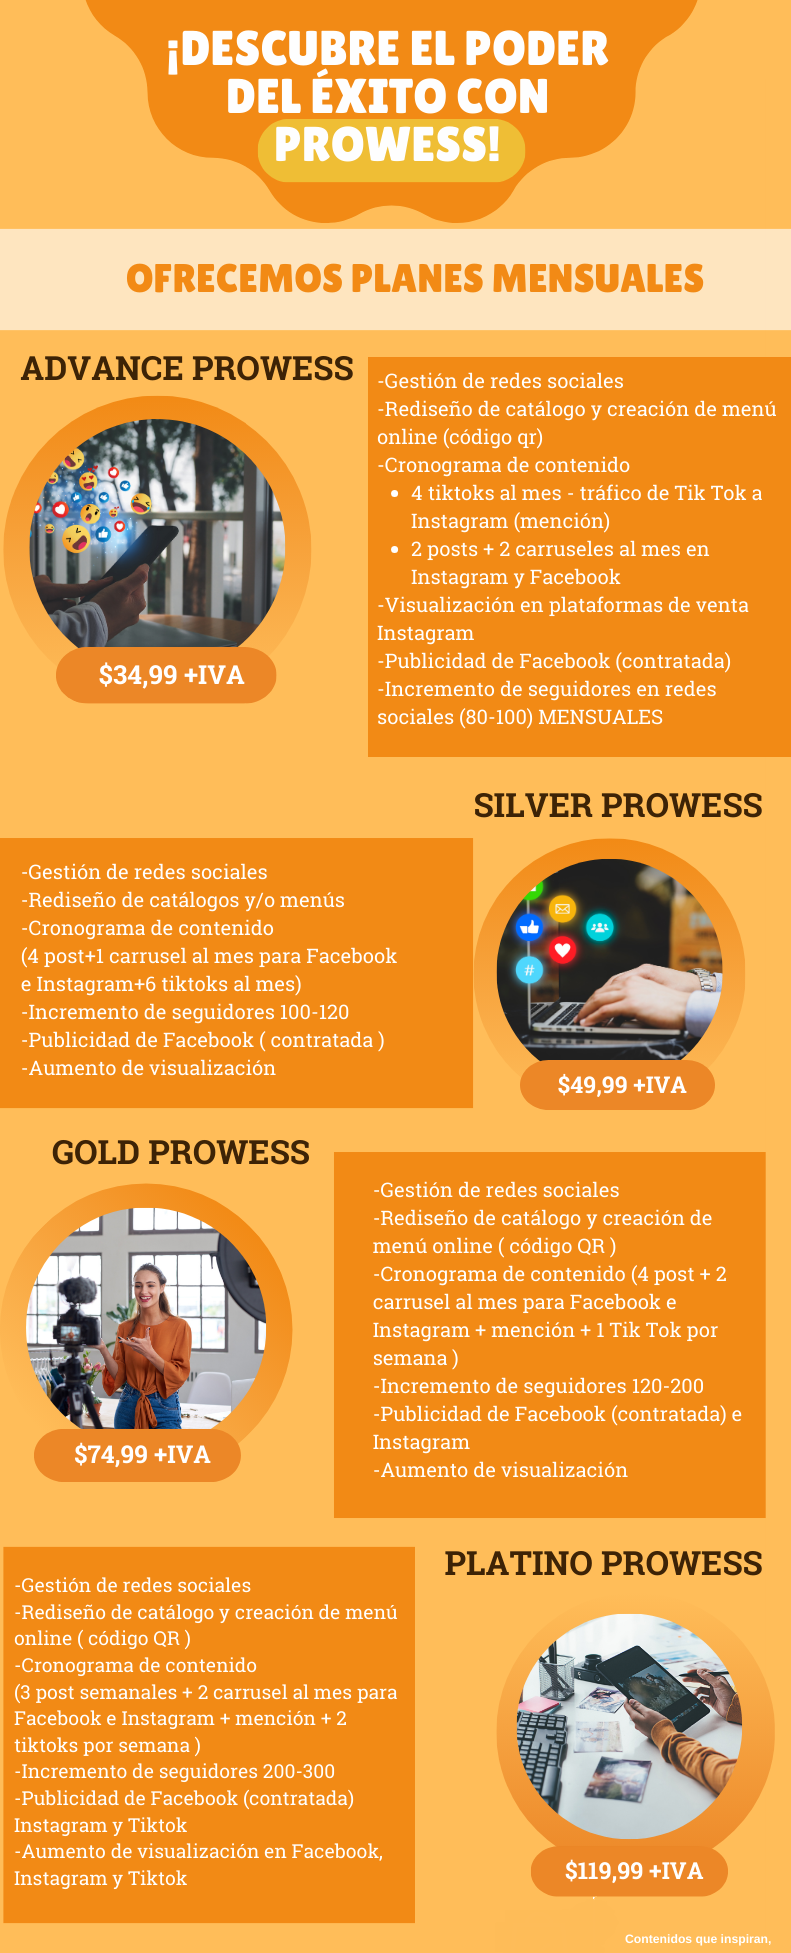 ¡DESCUBRE EL PODER
DEL ÉXITO CON
PROWESS!
OFRECEMOS PLANES MENSUALES
ADVANCE PROWESS
-Gestión de redes sociales
-Rediseño de catálogo y creación de menú
online (código qr)
-Cronograma de contenido
• 4 tiktoks al mes - tráfico de Tik Tok a
Instagram (mención)
• 2 posts + 2 carruseles al mes en
Instagram y Facebook
-Visualización en plataformas de venta
Instagram
-Publicidad de Facebook (contratada)
-Incremento de seguidores en redes
sociales (80-100) MENSUALES
$34,99 +IVA
SILVER PROWESS
-Gestión de redes sociales
-Rediseño de catálogos y/o menús
-Cronograma de contenido
(4 post+1 carrusel al mes para Facebook
e Instagram+6 tiktoks al mes)
-Incremento de seguidores 100-120
-Publicidad de Facebook ( contratada )
-Aumento de visualización
#
$49,99 +IVA
GOLD PROWESS
-Gestión de redes sociales
-Rediseño de catálogo y creación de
menú online ( código QR )
-Cronograma de contenido (4 post + 2
carrusel al mes para Facebook e
Instagram + mención + 1 Tik Tok por
semana )
-Incremento de seguidores 120-200
-Publicidad de Facebook (contratada) e
Instagram
-Aumento de visualización
$74,99 +IVA
PLATINO PROWESS
-Gestión de redes sociales
-Rediseño de catálogo y creación de menú
online ( código QR )
-Cronograma de contenido
(3 post semanales + 2 carrusel al mes para
Facebook e Instagram + mención + 2
tiktoks por semana )
-Incremento de seguidores 200-300
-Publicidad de Facebook (contratada)
Instagram y Tiktok
-Aumento de visualización en Facebook,
Instagram y Tiktok
$119,99 +IVA
Contenidos que inspiran,